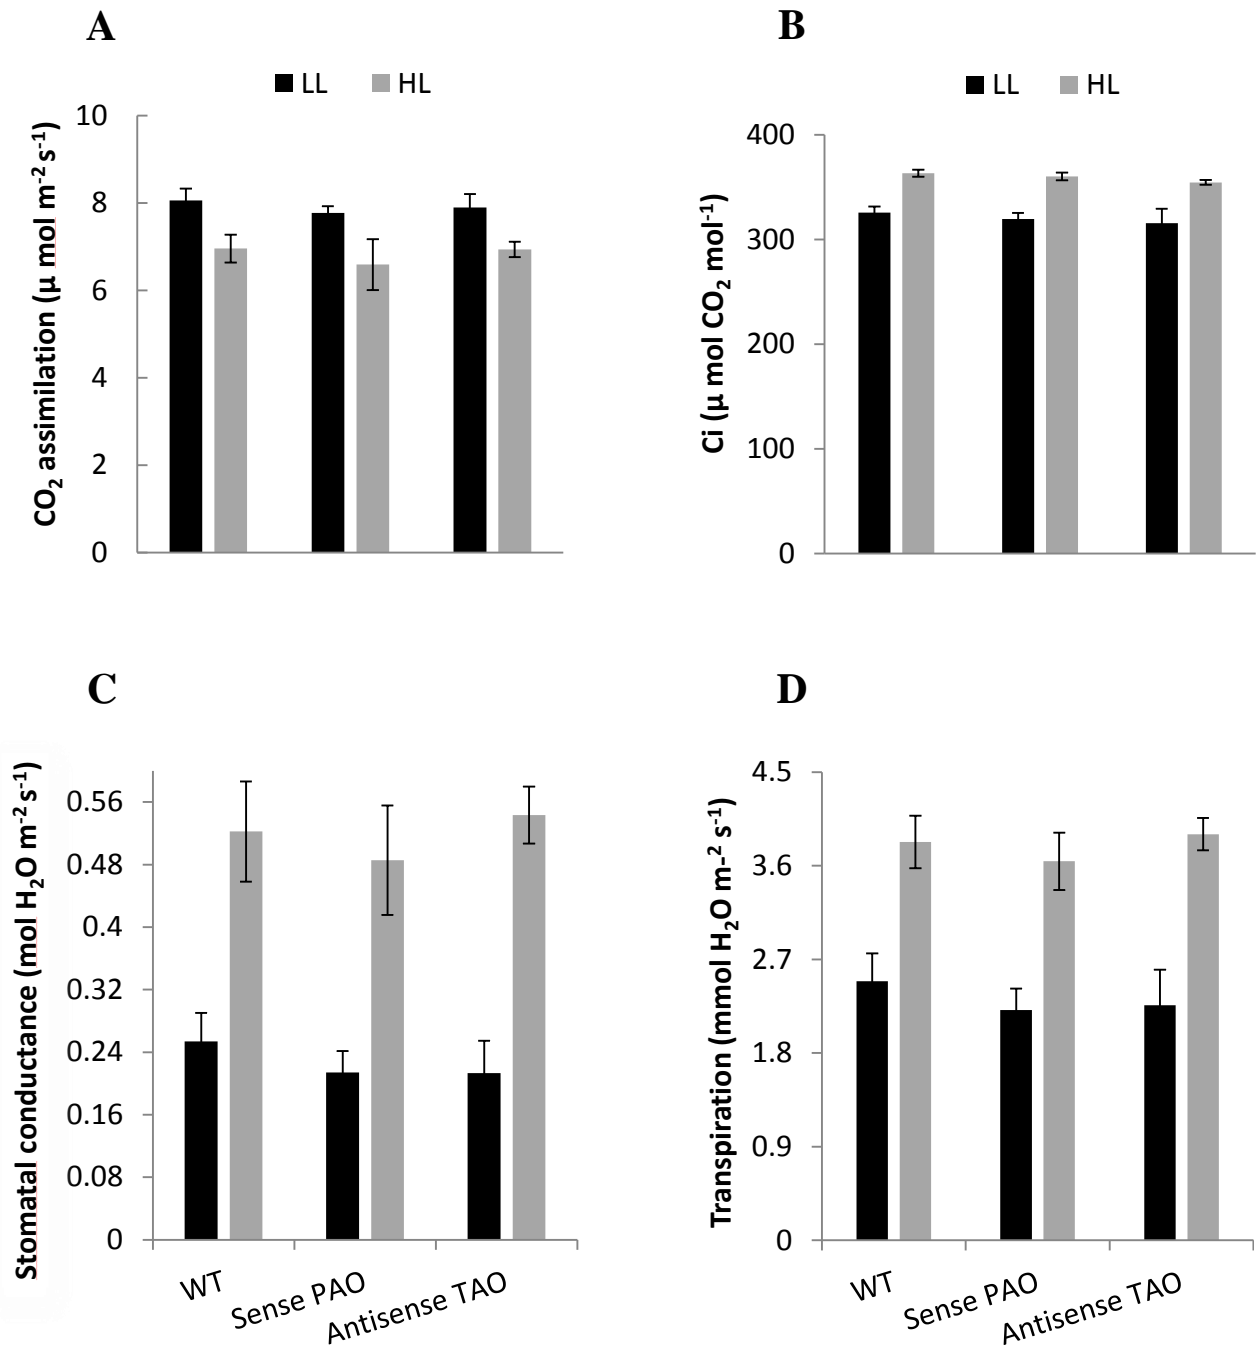 A
LL HL
CO₂ assimilation (µ mol m⁻² s⁻¹)
10
8
6
4
2
0
B
LL HL
Ci (µ mol CO₂ mol⁻¹)
400
300
200
100
0
C
Stomatal conductance (mol H₂O m⁻² s⁻¹)
0.56
0.48
0.4
0.32
0.24
0.16
0.08
0
WT
Sense PAO
Antisense TAO
D
Transpiration (mmol H₂O m-² s⁻¹)
4.5
3.6
2.7
1.8
0.9
0
WT
Sense PAO
Antisense TAO